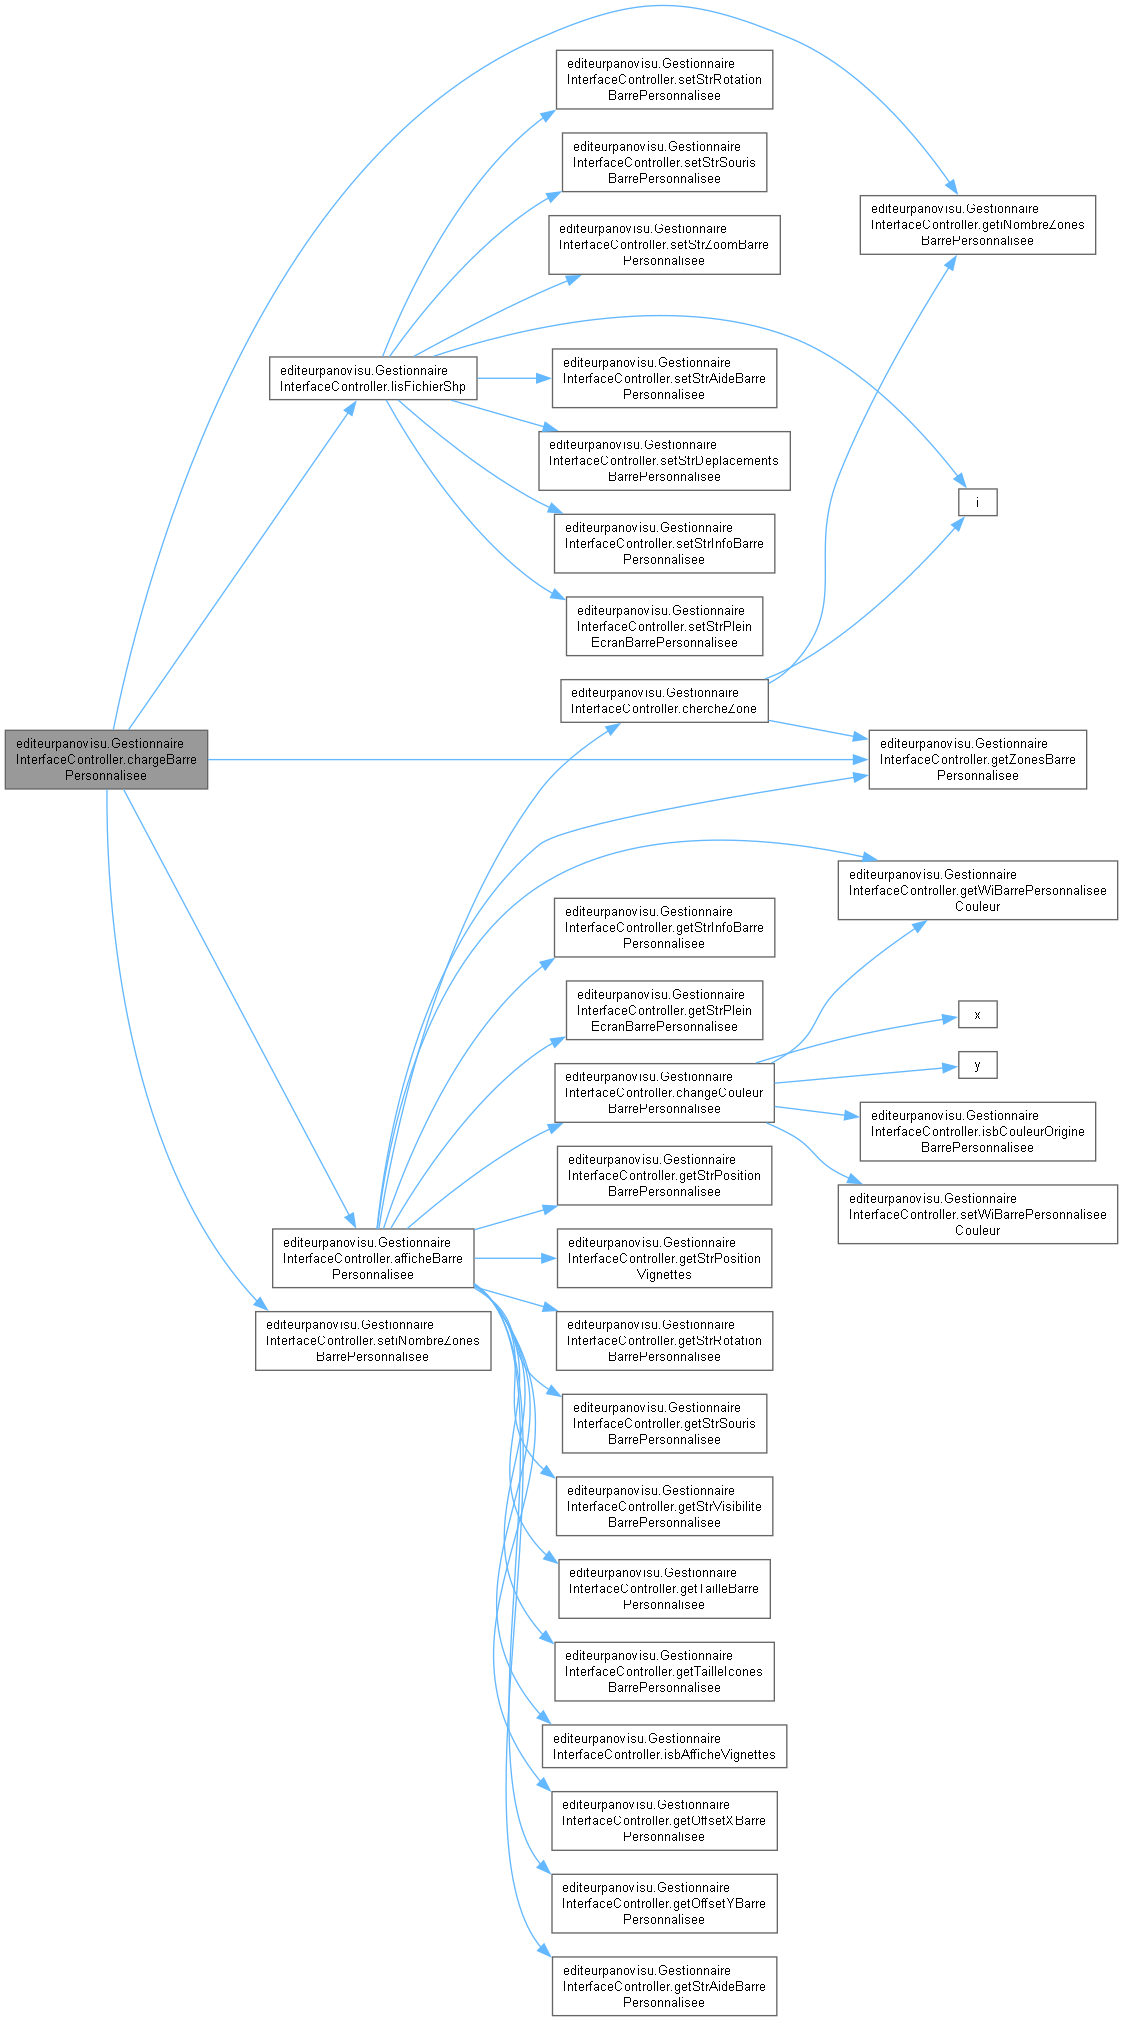 editeurpanovisu.Gestionnaire
InterfaceController.setStrRotation
BarrePersonnalisee
editeurpanovisu.Gestionnaire
InterfaceController.setStrSouris
BarrePersonnalisee
editeurpanovisu.Gestionnaire
InterfaceController.setStrZoomBarre
Personnalisee
editeurpanovisu.Gestionnaire
InterfaceController.getiNombreZones
BarrePersonnalisee
editeurpanovisu.Gestionnaire
InterfaceController.lisFichierShp
editeurpanovisu.Gestionnaire
InterfaceController.setStrAideBarre
Personnalisee
editeurpanovisu.Gestionnaire
InterfaceController.setStrDeplacements
BarrePersonnalisee
i
editeurpanovisu.Gestionnaire
InterfaceController.setStrInfoBarre
Personnalisee
editeurpanovisu.Gestionnaire
InterfaceController.setStrPlein
EcranBarrePersonnalisee
editeurpanovisu.Gestionnaire
InterfaceController.chercheZone
editeurpanovisu.Gestionnaire
InterfaceController.chargeBarre
Personnalisee
editeurpanovisu.Gestionnaire
InterfaceController.getZonesBarre
Personnalisee
editeurpanovisu.Gestionnaire
InterfaceController.getWiBarrePersonnalisee
Couleur
editeurpanovisu.Gestionnaire
InterfaceController.getStrInfoBarre
Personnalisee
editeurpanovisu.Gestionnaire
InterfaceController.getStrPlein
EcranBarrePersonnalisee
x
y
editeurpanovisu.Gestionnaire
InterfaceController.changeCouleur
BarrePersonnalisee
editeurpanovisu.Gestionnaire
InterfaceController.isbCouleurOrigine
BarrePersonnalisee
editeurpanovisu.Gestionnaire
InterfaceController.getStrPosition
BarrePersonnalisee
editeurpanovisu.Gestionnaire
InterfaceController.setWiBarrePersonnalisee
Couleur
editeurpanovisu.Gestionnaire
InterfaceController.afficheBarre
Personnalisee
editeurpanovisu.Gestionnaire
InterfaceController.getStrPosition
Vignettes
editeurpanovisu.Gestionnaire
InterfaceController.setiNombreZones
BarrePersonnalisee
editeurpanovisu.Gestionnaire
InterfaceController.getStrRotation
BarrePersonnalisee
editeurpanovisu.Gestionnaire
InterfaceController.getStrSouris
BarrePersonnalisee
editeurpanovisu.Gestionnaire
InterfaceController.getStrVisibilite
BarrePersonnalisee
editeurpanovisu.Gestionnaire
InterfaceController.getTailleBarre
Personnalisee
editeurpanovisu.Gestionnaire
InterfaceController.getTailleIcones
BarrePersonnalisee
editeurpanovisu.Gestionnaire
InterfaceController.isbAfficheVignettes
editeurpanovisu.Gestionnaire
InterfaceController.getOffsetXBarre
Personnalisee
editeurpanovisu.Gestionnaire
InterfaceController.getOffsetYBarre
Personnalisee
editeurpanovisu.Gestionnaire
InterfaceController.getStrAideBarre
Personnalisee